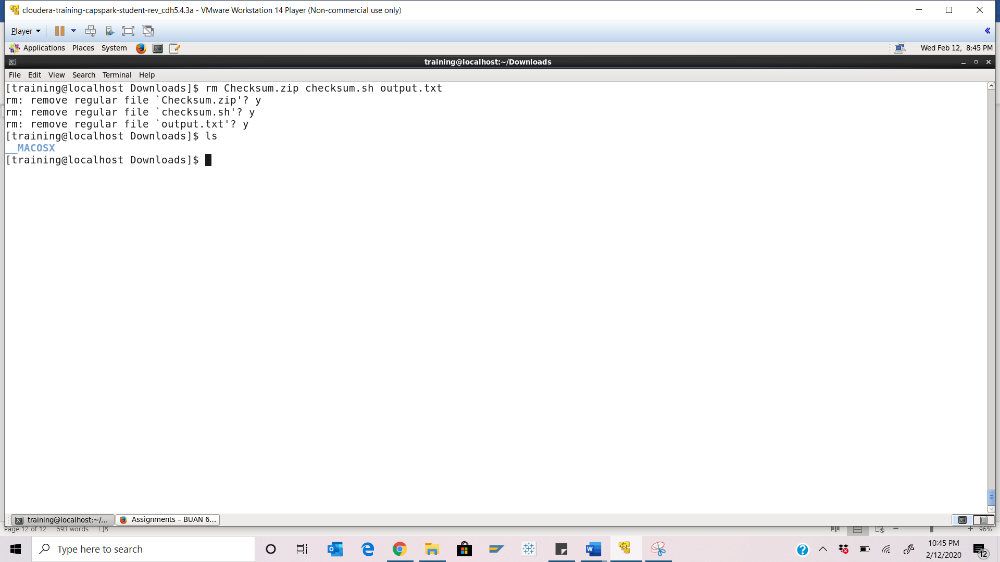 cloudera-training-capspark-student-rev_cdh5.4.3a - VMware Workstation 14 Player (Non-commercial use only)
Player
Applications Places System Wed Feb 12, 8:45 PM
training@localhost:~/Downloads
File Edit View Search Terminal Help
[training@localhost Downloads]$ rm Checksum.zip checksum.sh output.txt
rm: remove regular file `Checksum.zip'? y
rm: remove regular file `checksum.sh'? y
rm: remove regular file `output.txt'? y
[training@localhost Downloads]$ ls
__MACOSX
[training@localhost Downloads]$
training@localhost:~/... Assignments – BUAN 6...
Page 12 of 12 593 words 96%
Type here to search
10:45 PM
2/12/2020
12